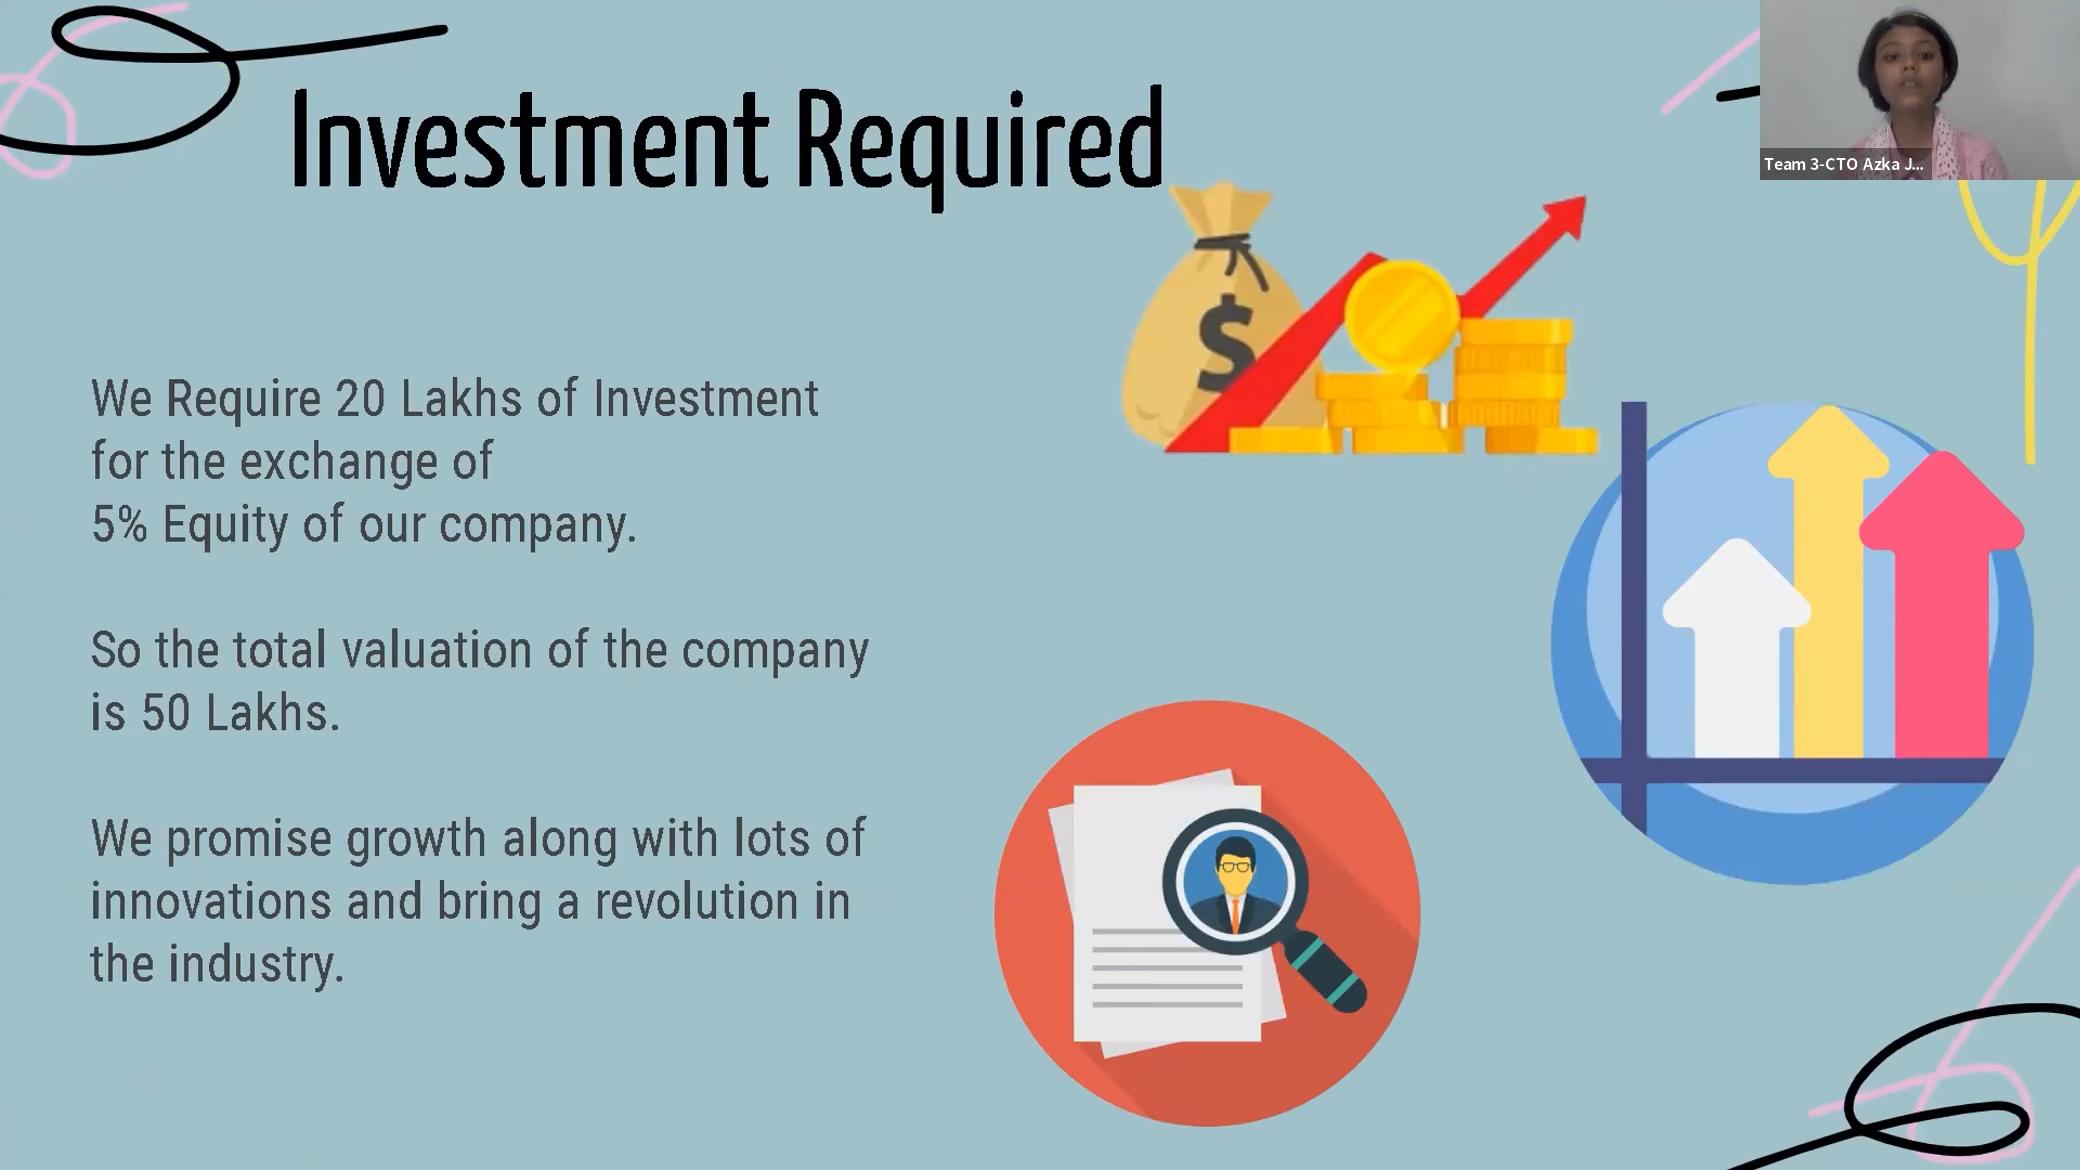 Investment Required
Team 3-CTO Azka J...
$
We Require 20 Lakhs of Investment
for the exchange of
5% Equity of our company.
So the total valuation of the company
is 50 Lakhs.
We promise growth along with lots of
innovations and bring a revolution in
the industry.